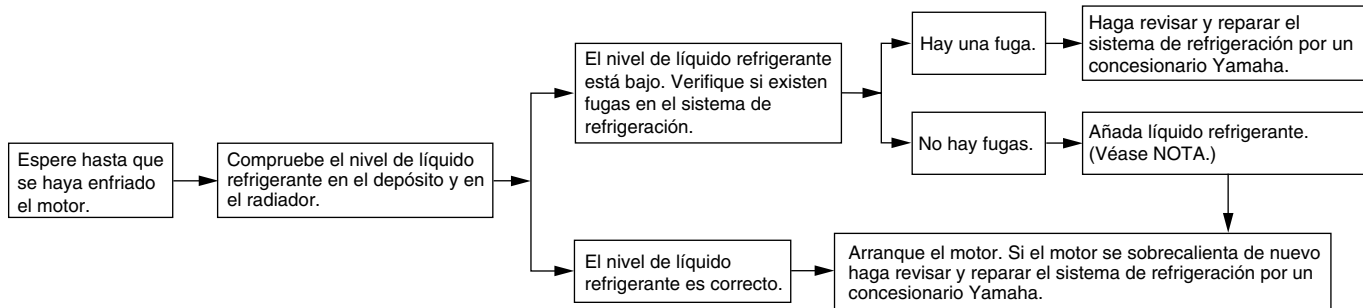 Espere hasta que
se haya enfriado
el motor.
Compruebe el nivel de líquido
refrigerante en el depósito y en
el radiador.
El nivel de líquido refrigerante
está bajo. Verifique si existen
fugas en el sistema de
refrigeración.
Hay una fuga.
Haga revisar y reparar el
sistema de refrigeración por un
concesionario Yamaha.
No hay fugas.
Añada líquido refrigerante.
(Véase NOTA.)
El nivel de líquido
refrigerante es correcto.
Arranque el motor. Si el motor se sobrecalienta de nuevo
haga revisar y reparar el sistema de refrigeración por un
concesionario Yamaha.